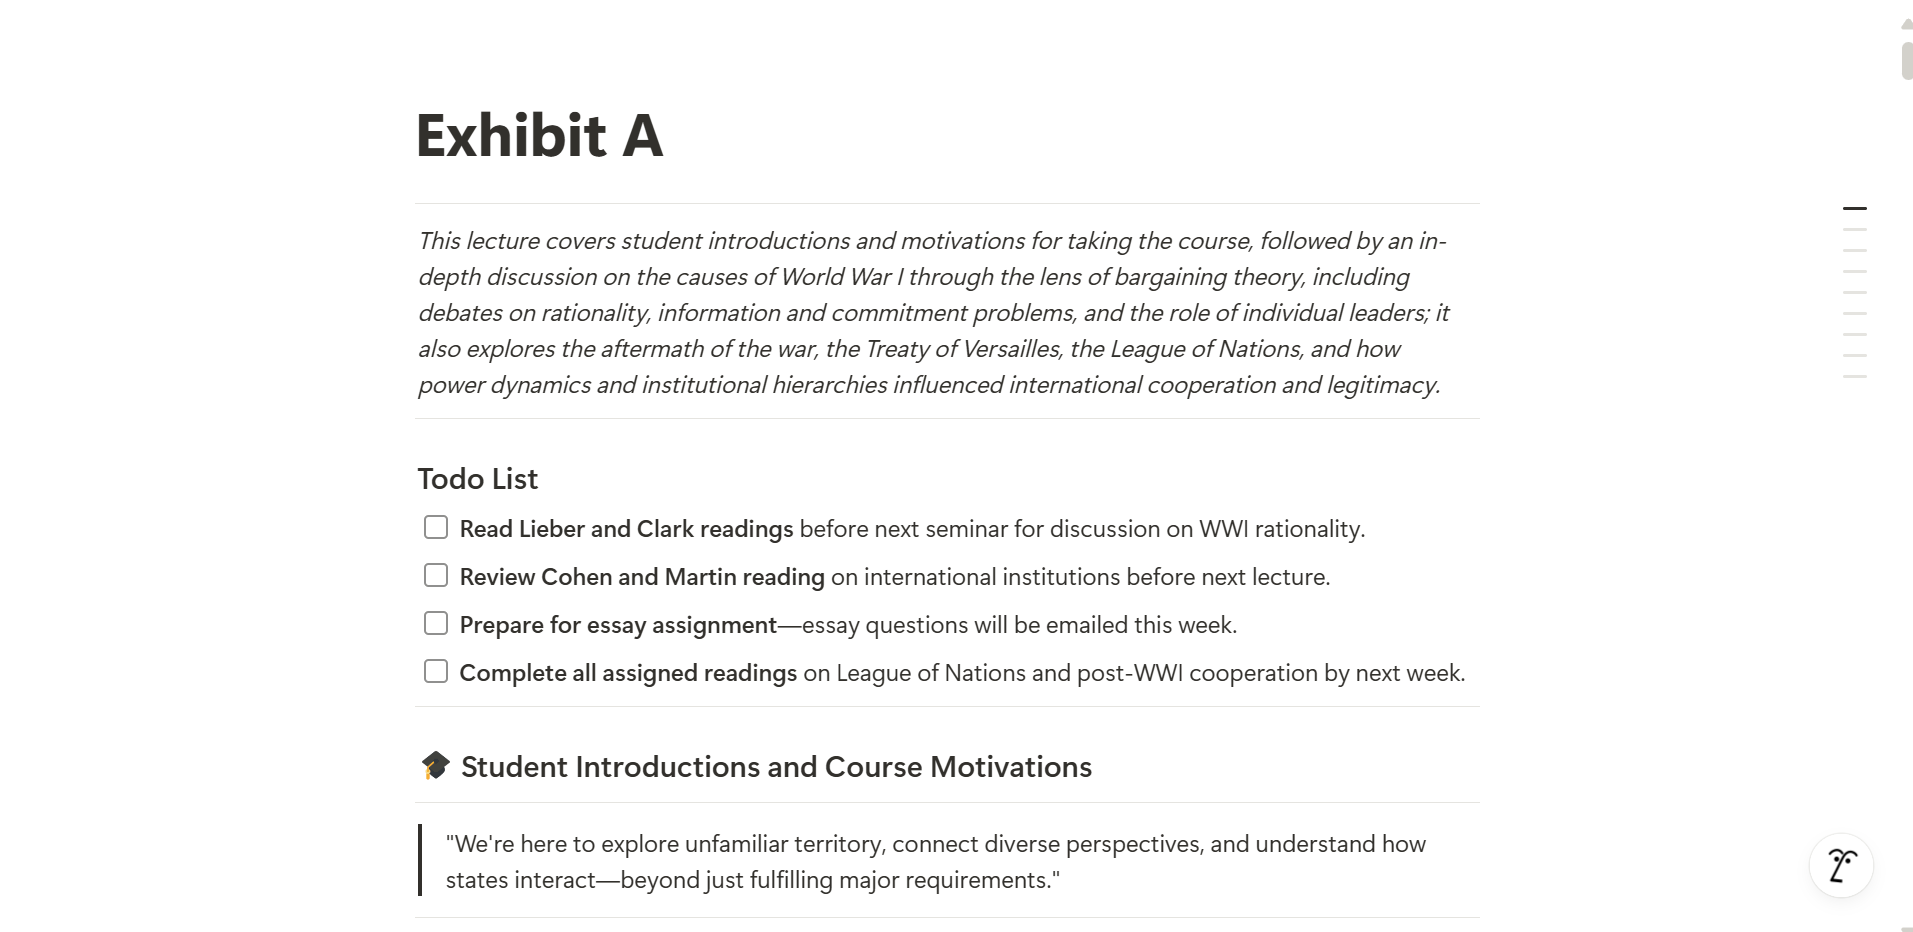 Exhibit A
This lecture covers student introductions and motivations for taking the course, followed by an in-
depth discussion on the causes of World War I through the lens of bargaining theory, including
debates on rationality, information and commitment problems, and the role of individual leaders; it
also explores the aftermath of the war, the Treaty of Versailles, the League of Nations, and how
power dynamics and institutional hierarchies influenced international cooperation and legitimacy.
Todo List
Read Lieber and Clark readings before next seminar for discussion on WWI rationality.
Review Cohen and Martin reading on international institutions before next lecture.
Prepare for essay assignment—essay questions will be emailed this week.
Complete all assigned readings on League of Nations and post-WWI cooperation by next week.
🎓 Student Introductions and Course Motivations
"We're here to explore unfamiliar territory, connect diverse perspectives, and understand how
states interact—beyond just fulfilling major requirements."